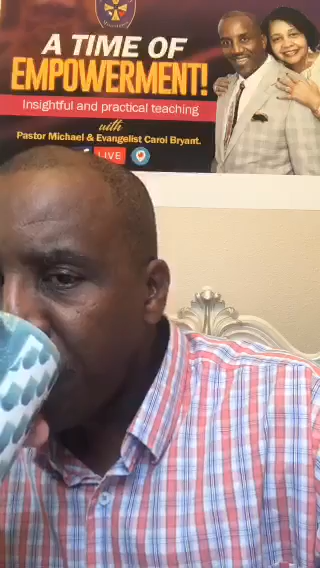 A TIME OF
EMPOWERMENT!
Insightful and practical teaching
with
Pastor Michael & Evangelist Carol Bryant.
LIVE